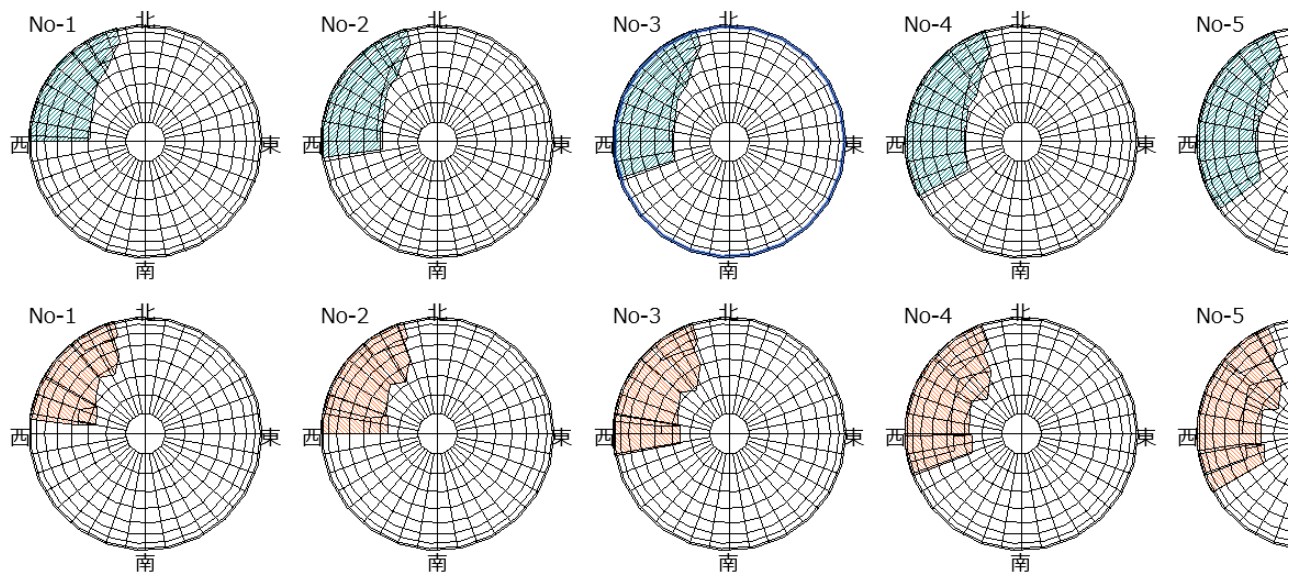 No-1 北 No-2 北 No-3 北 No-4 北 No-5
西 東 西 東 西 東 西 東 西
南 南 南 南
No-1 北 No-2 北 No-3 北 No-4 北 No-5
西 東 西 東 西 東 西 東 西
南 南 南 南